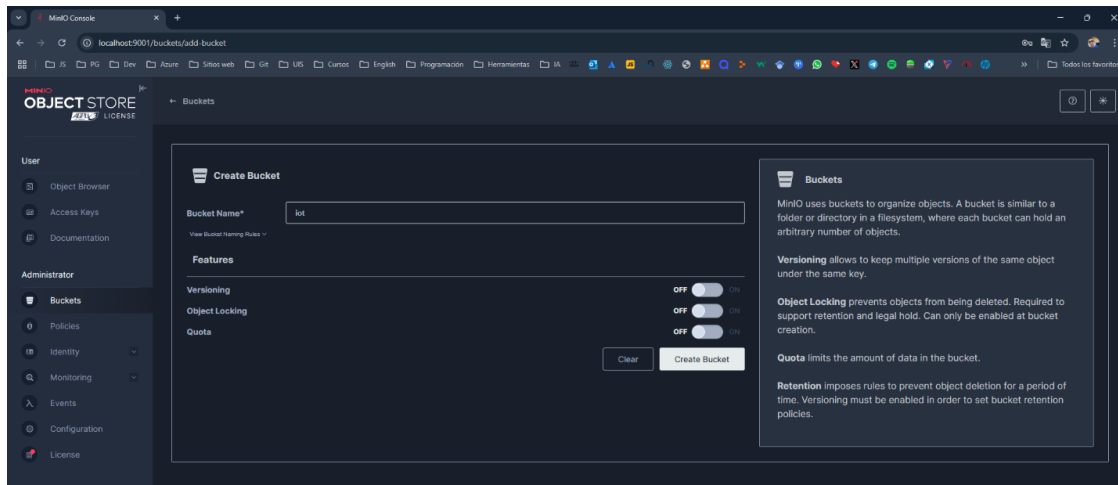 MinIO Console
localhost:9001/buckets/add-bucket
JS PG Dev Azure Sitios web Git UIS Cursos English Programación Herramientas IA Todos los favoritos
MINIO
OBJECT STORE
LICENSE
User
Object Browser
Access Keys
Documentation
Administrator
Buckets
Policies
Identity
Monitoring
Events
Configuration
License
← Buckets
Create Bucket
Bucket Name*
iot
View Bucket Naming Rules
Features
Versioning OFF ON
Object Locking OFF ON
Quota OFF ON
Clear Create Bucket
Buckets
MinIO uses buckets to organize objects. A bucket is similar to a
folder or directory in a filesystem, where each bucket can hold an
arbitrary number of objects.
Versioning allows to keep multiple versions of the same object
under the same key.
Object Locking prevents objects from being deleted. Required to
support retention and legal hold. Can only be enabled at bucket
creation.
Quota limits the amount of data in the bucket.
Retention imposes rules to prevent object deletion for a period of
time. Versioning must be enabled in order to set bucket retention
policies.